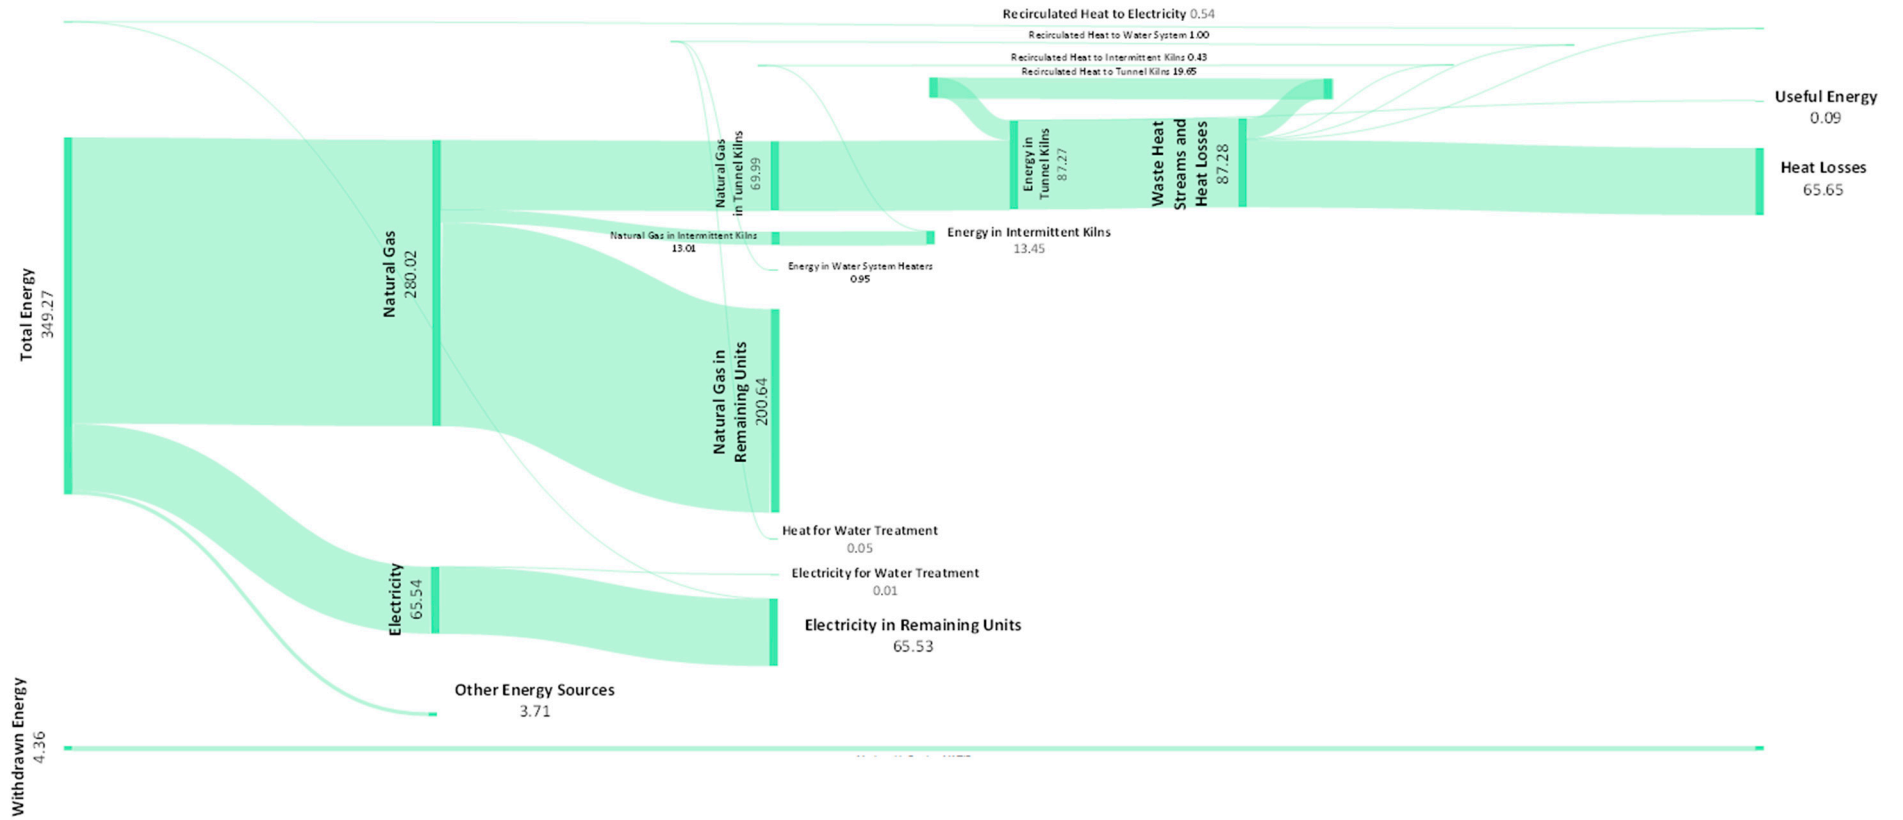 Recirculated Heat to Electricity 0.54
Recirculated Heat to Water System 1.00
Recirculated Heat to Intermittent Kilns 0.43
Recirculated Heat to Tunnel Kilns 19.65
Useful Energy
0.09
Heat Losses
65.65
Waste Heat
Streams and
Heat Losses
87.28
Energy in
Tunnel Kilns
87.27
Natural Gas
in Tunnel Kilns
69.99
Natural Gas in Intermittent Kilns
13.01
Energy in Intermittent Kilns
13.45
Energy in Water System Heaters
0.95
Natural Gas
280.02
Total Energy
349.27
Natural Gas in
Remaining Units
200.64
Heat for Water Treatment
0.05
Electricity for Water Treatment
0.01
Electricity
65.54
Electricity in Remaining Units
65.53
Other Energy Sources
3.71
Withdrawn Energy
4.36